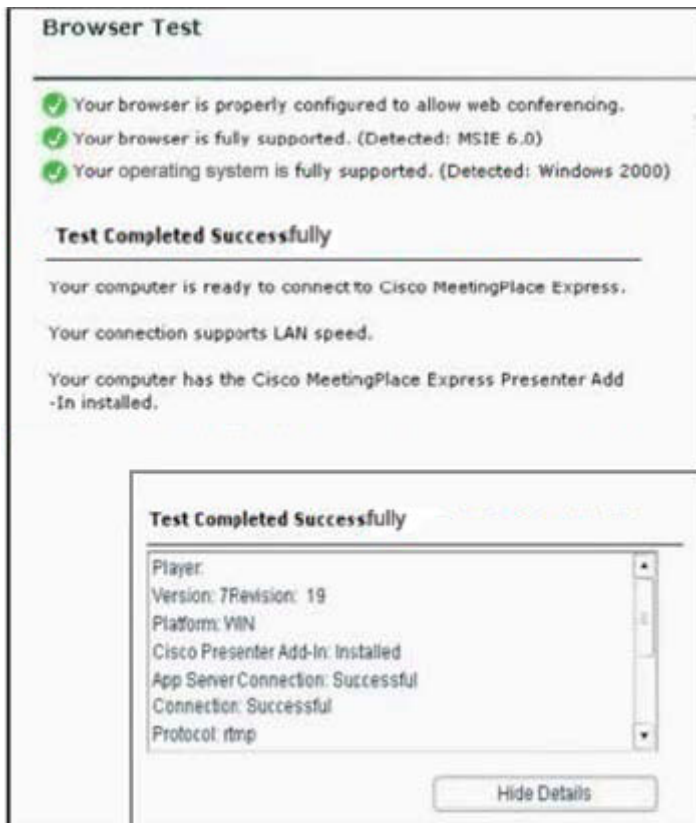 Browser Test
Your browser is properly configured to allow web conferencing.
Your browser is fully supported. (Detected: MSIE 6.0)
Your operating system is fully supported. (Detected: Windows 2000)
Test Completed Successfully
Your computer is ready to connect to Cisco MeetingPlace Express.
Your connection supports LAN speed.
Your computer has the Cisco MeetingPlace Express Presenter Add
-In installed.
Test Completed Successfully
Player:
Version: 7Revision: 19
Platform: WIN
Cisco Presenter Add-In: Installed
App Server Connection: Successful
Connection: Successful
Protocol: rtmp
Hide Details